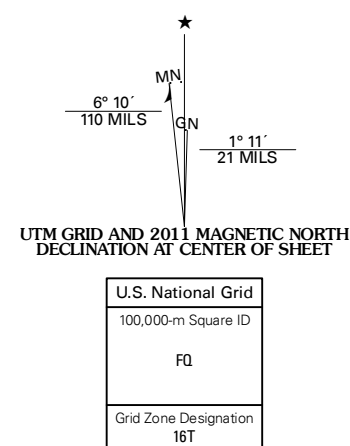 ★
MN
6° 10´
110 MILS
GN
1° 11´
21 MILS
UTM GRID AND 2011 MAGNETIC NORTH
DECLINATION AT CENTER OF SHEET
U.S. National Grid
100,000-m Square ID
FQ
Grid Zone Designation
16T